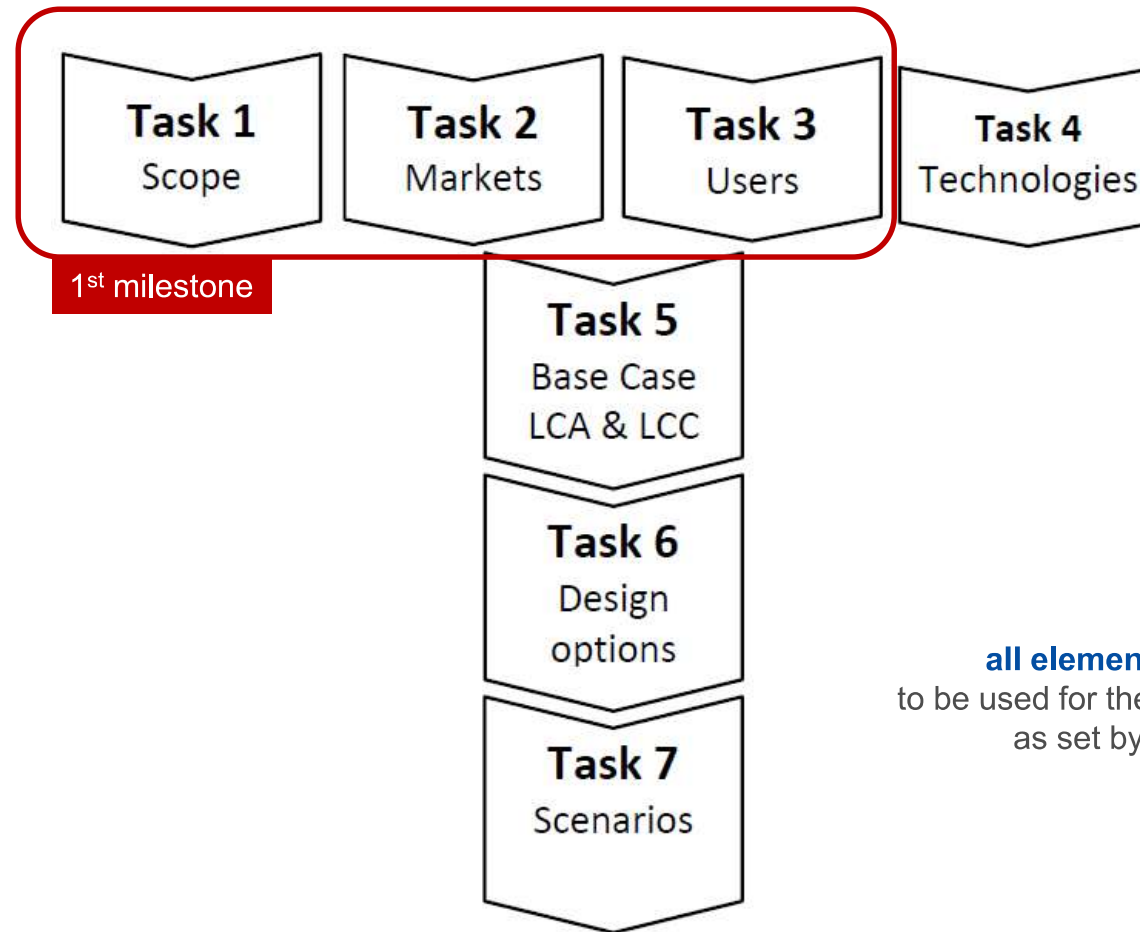 Task 1
Scope
Task 2
Markets
Task 3
Users
Task 4
Technologies
1st milestone
Task 5
Base Case
LCA & LCC
Task 6
Design
options
all elemen
to be used for the
as set by
Task 7
Scenarios